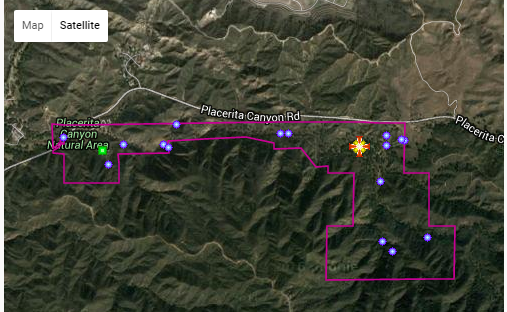 Map Satellite
Placerita Canyon Rd
Placerita
Canyon
Natural Area
Placerita C